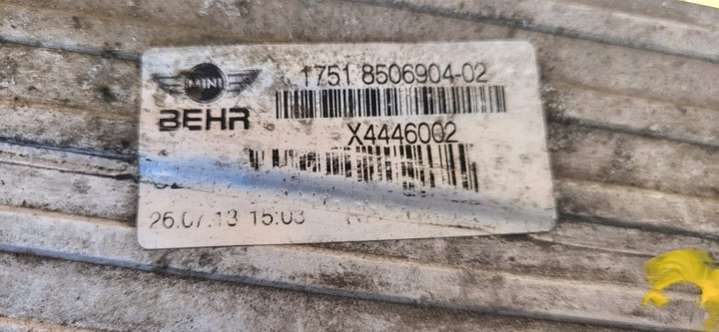 MINI
1751 8506904-02
BEHR
X4446002
26.07.13 15:03